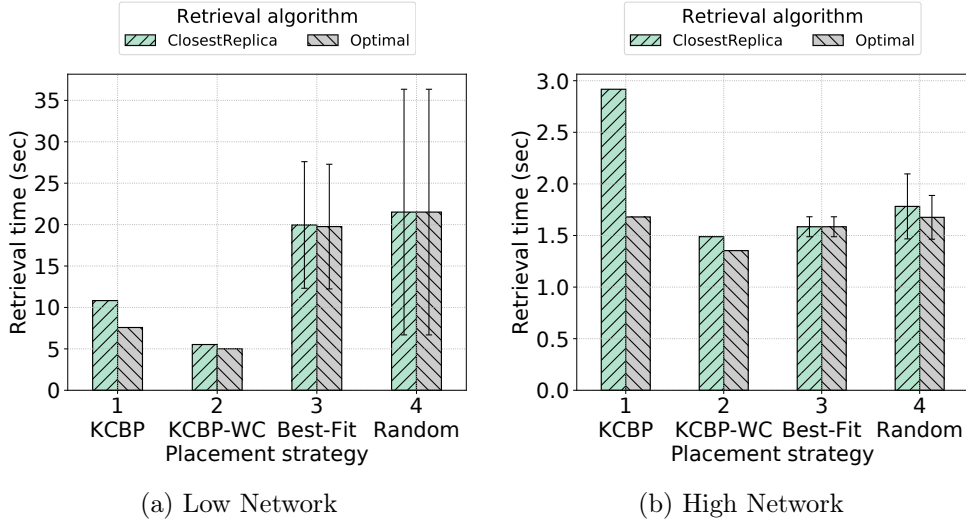 Retrieval algorithm
ClosestReplica Optimal
Retrieval time (sec)
35
30
25
20
15
10
5
0
1 2 3 4
KCBP KCBP-WC Best-Fit Random
Placement strategy
(a) Low Network
Retrieval algorithm
ClosestReplica Optimal
Retrieval time (sec)
3.0
2.5
2.0
1.5
1.0
0.5
0.0
1 2 3 4
KCBP KCBP-WC Best-Fit Random
Placement strategy
(b) High Network